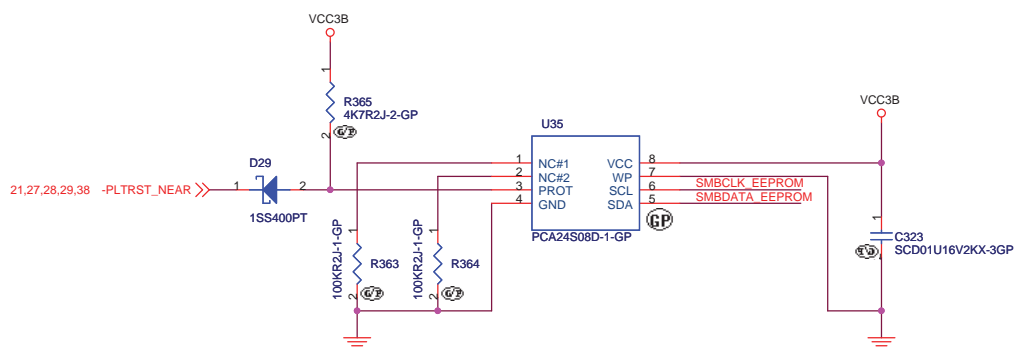 VCC3B
1
R365
4K7R2J-2-GP
2
G/P
VCC3B
U35
D29
21,27,28,29,38 -PLTRST_NEAR
1
2
1SS400PT
1 NC#1 VCC 8
2 NC#2 WP 7
3 PROT SCL 6 SMBCLK_EEPROM
4 GND SDA 5 SMBDATA_EEPROM
PCA24S08D-1-GP
GP
1
1
1
100KR2J-1-GP
R363
2
G/P
100KR2J-1-GP
R364
2
G/P
C323
SCD01U16V2KX-3GP